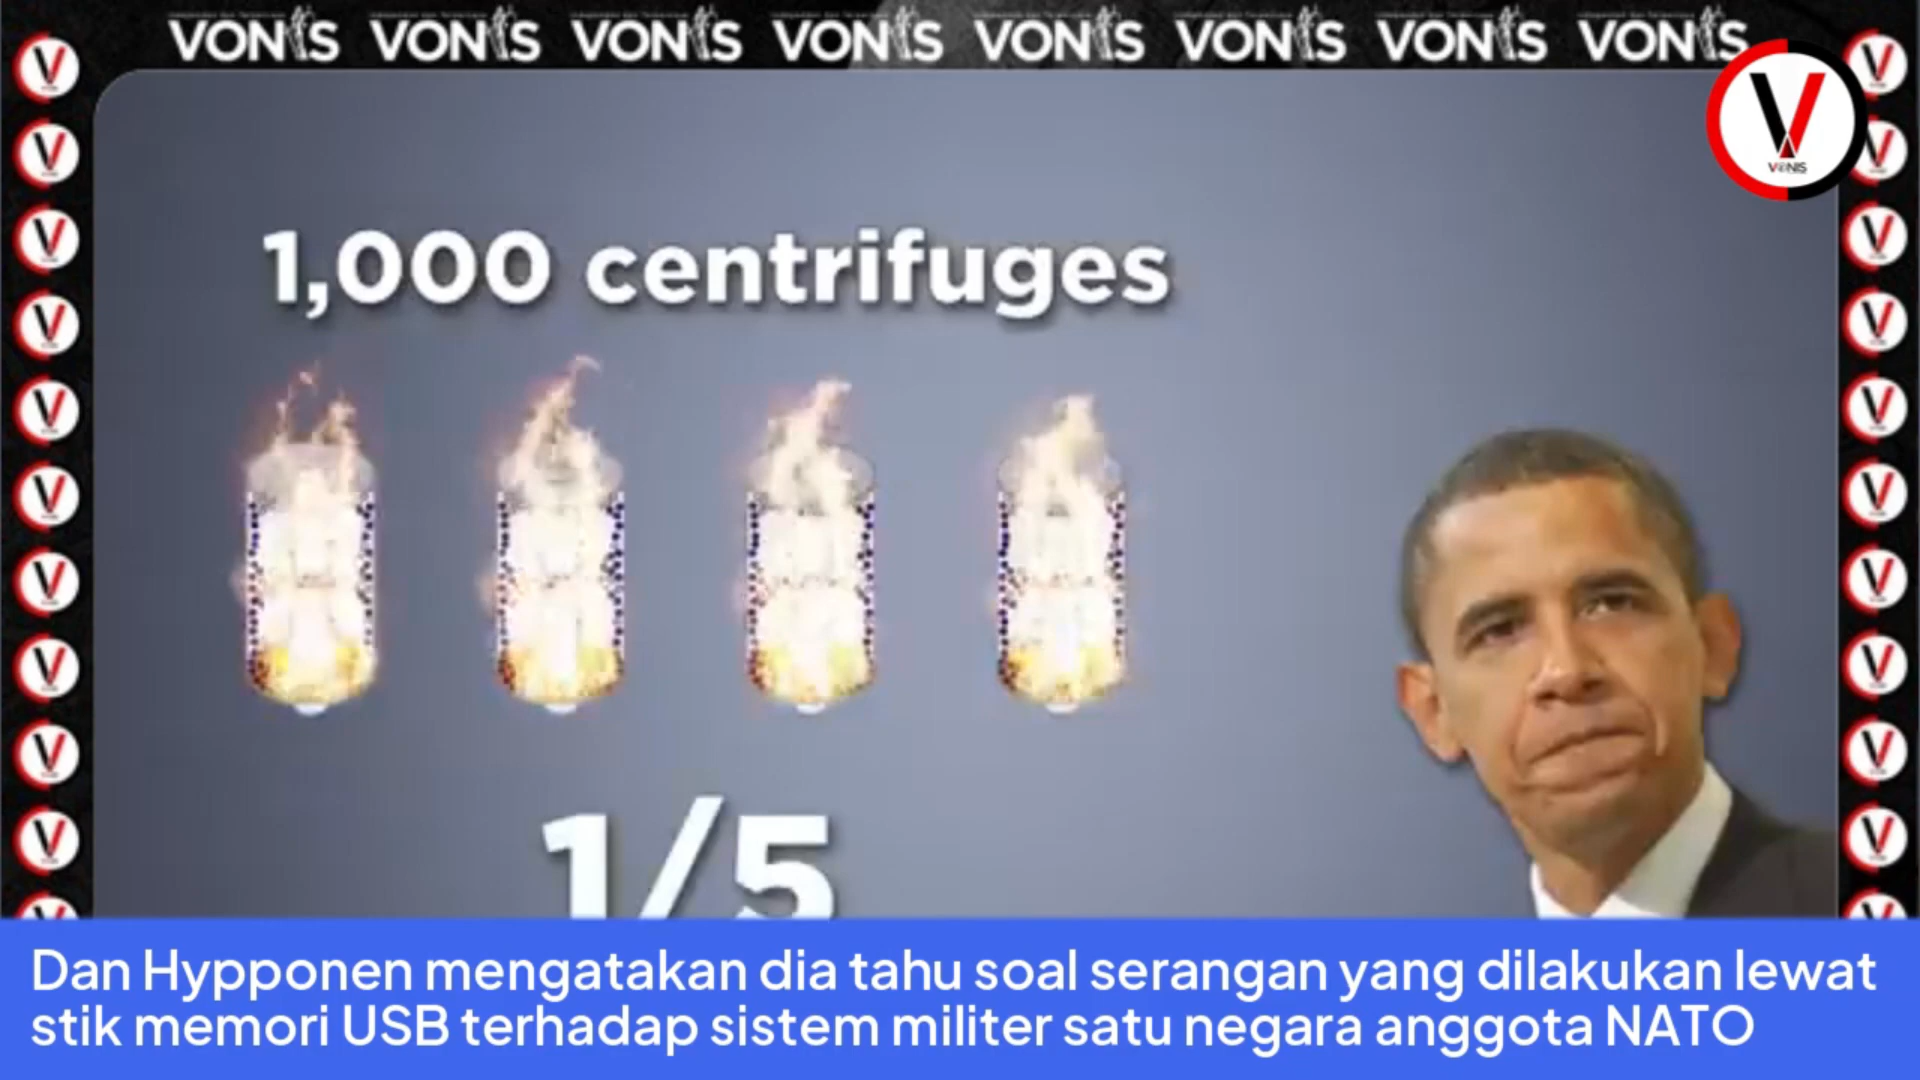 VONIS VONIS VONIS VONIS VONIS VONIS VONIS VONIS
VONIS
1,000 centrifuges
1/5
Dan Hypponen mengatakan dia tahu soal serangan yang dilakukan lewat
stik memori USB terhadap sistem militer satu negara anggota NATO